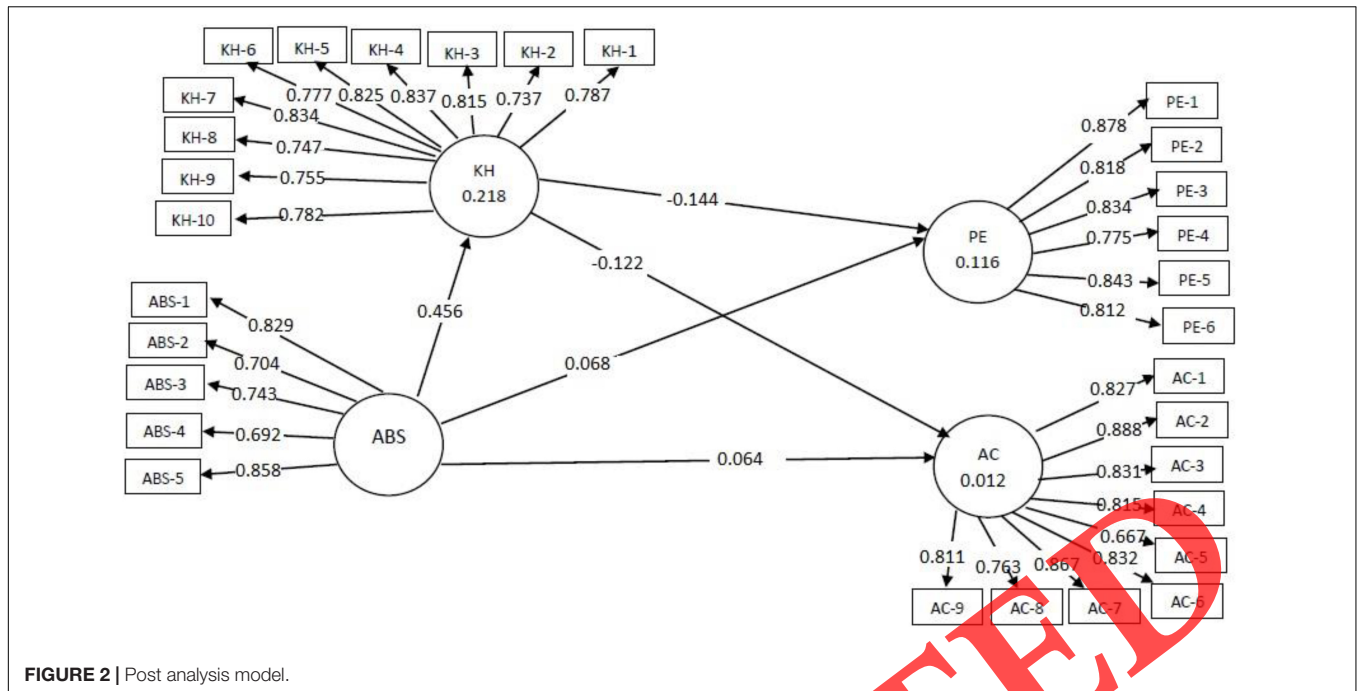 KH-6 KH-5 KH-4 KH-3 KH-2 KH-1
KH-7
KH-8
KH-9
KH-10
0.777 0.825 0.837 0.815 0.737 0.787
0.834
0.747
0.755
0.782
KH
0.218
-0.144
-0.122
0.456
0.068
0.064
ABS-1
ABS-2
ABS-3
ABS-4
ABS-5
0.829
0.704
0.743
0.692
0.858
ABS
PE
0.116
0.878
0.818
0.834
0.775
0.843
0.812
PE-1
PE-2
PE-3
PE-4
PE-5
PE-6
AC
0.012
0.827
0.888
0.831
0.815
0.667
0.832
0.867
0.763
0.811
AC-1
AC-2
AC-3
AC-4
AC-5
AC-6
AC-9 AC-8 AC-7
TED
FIGURE 2 | Post analysis model.